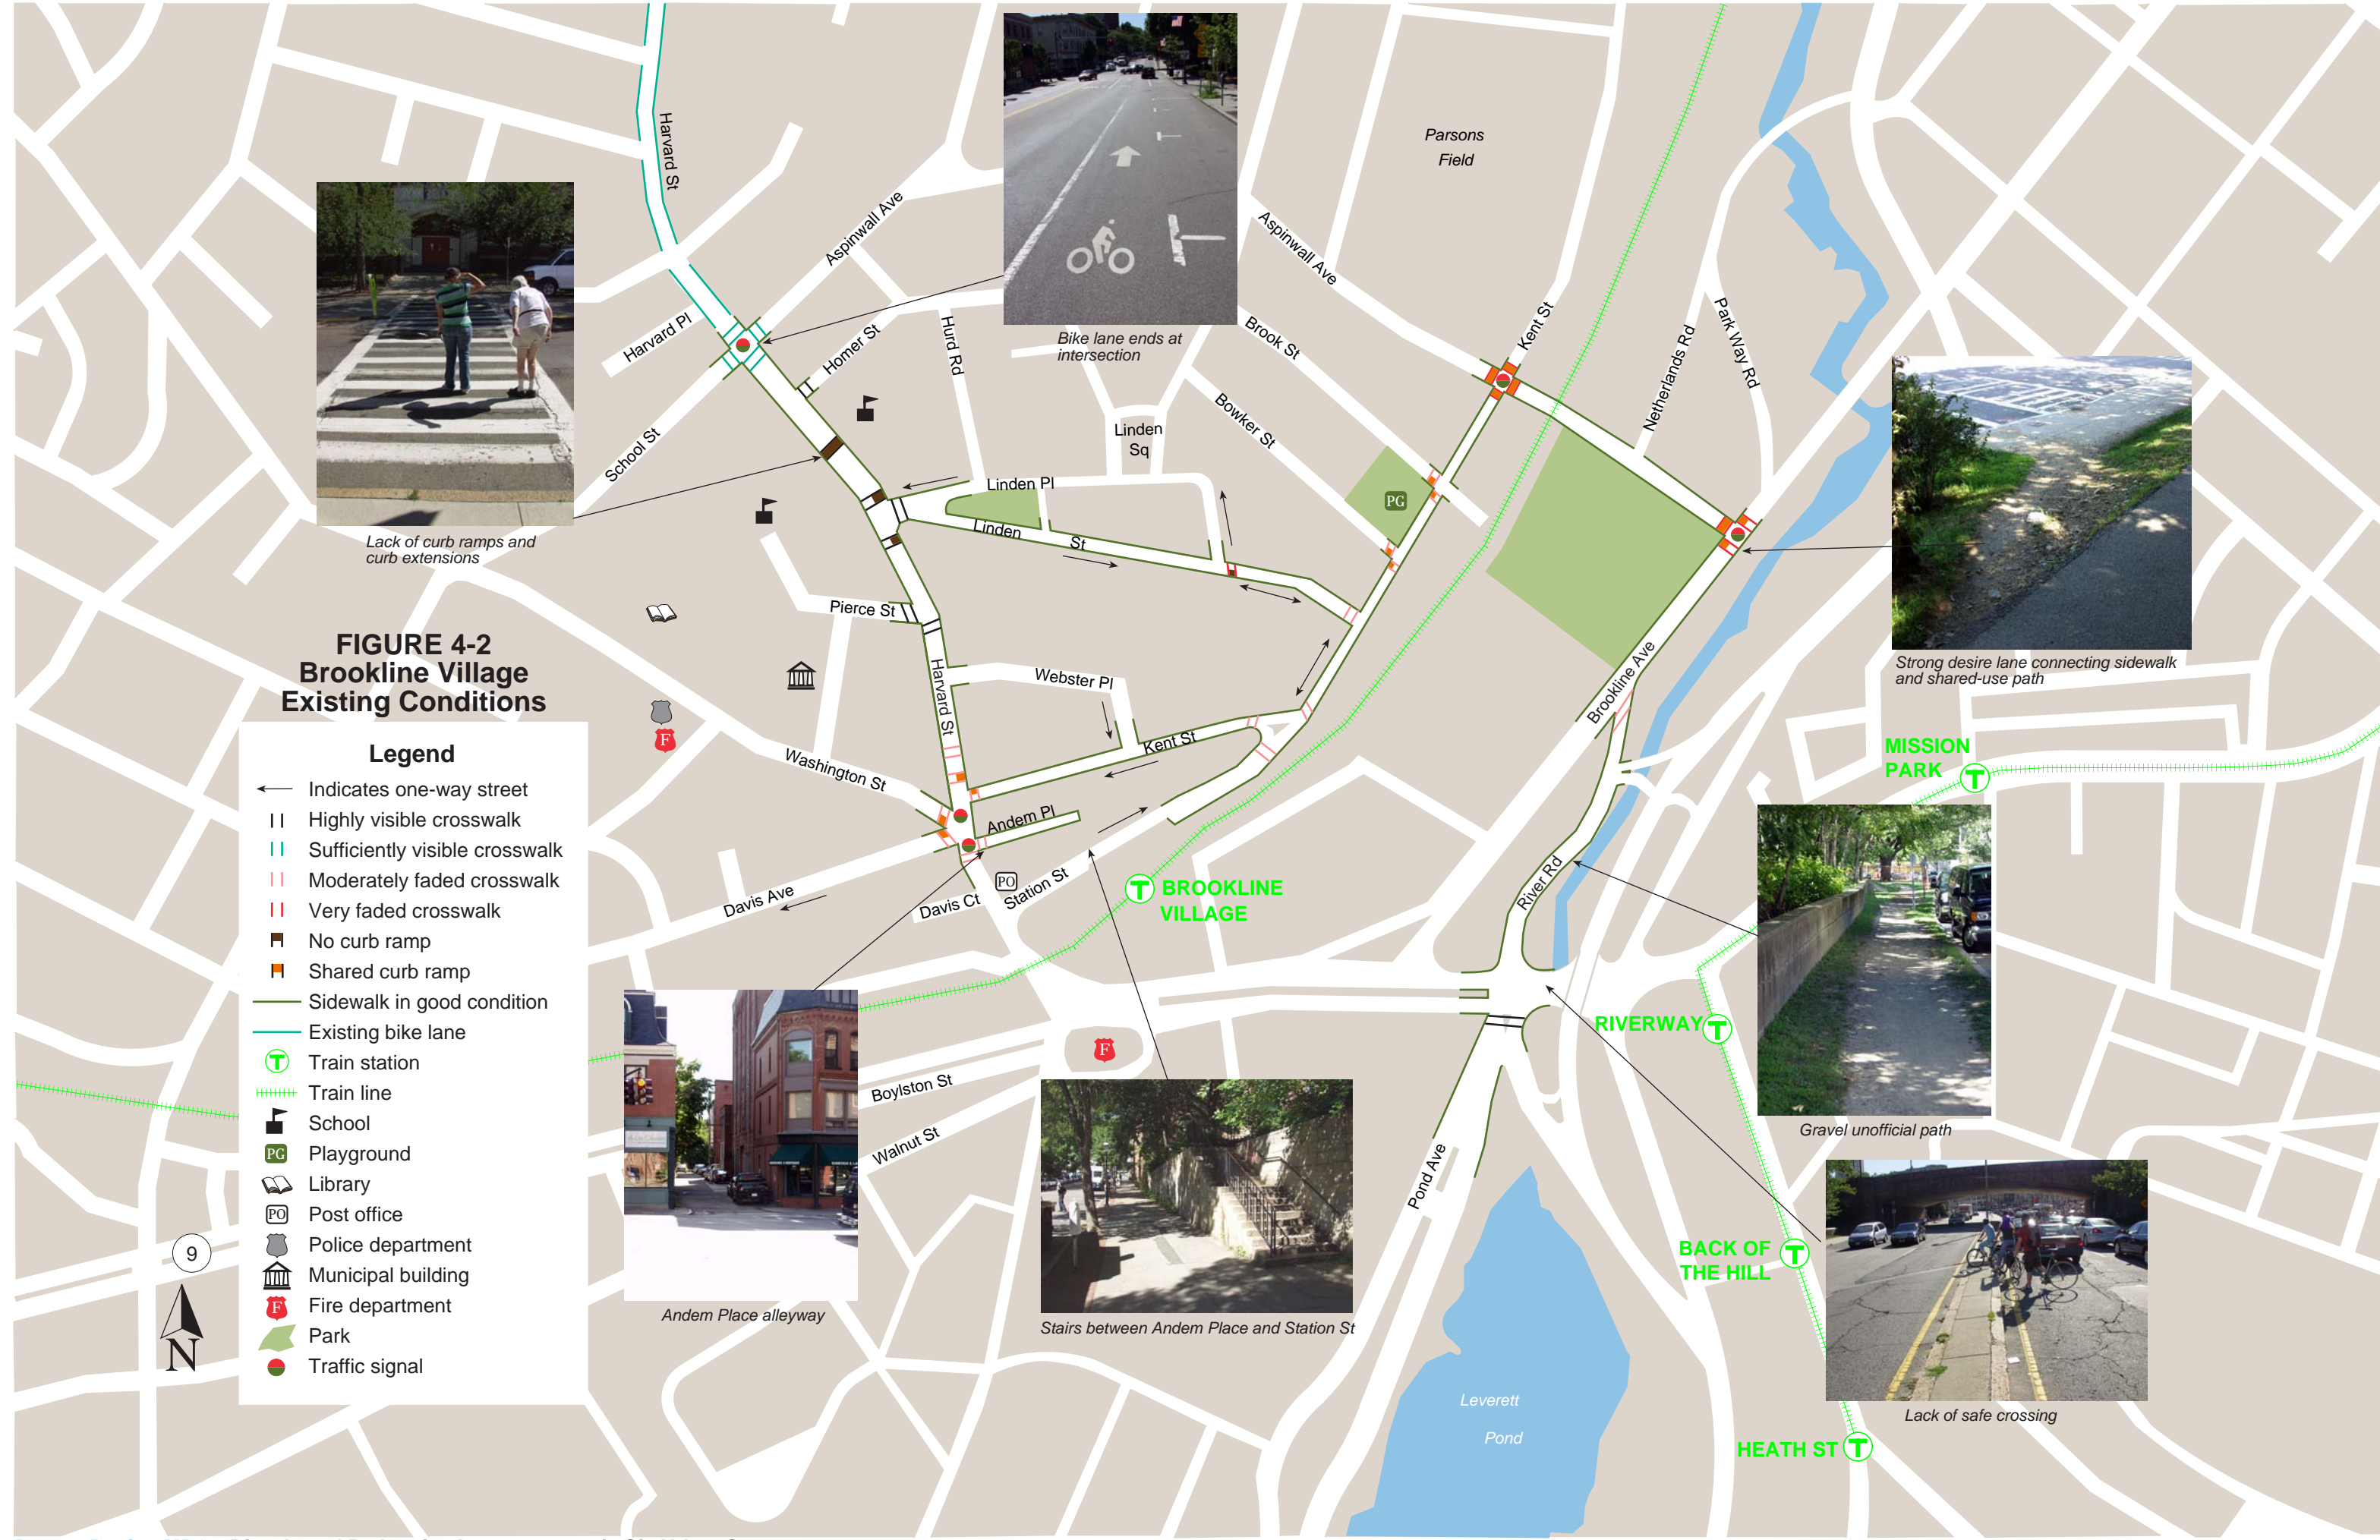 Harvard St
Parsons
Field
Aspinwall Ave
Aspinwall Ave
Bike lane ends at
intersection
Harvard Pl
Homer St
Hurd Rd
Brook St
Kent St
Netherlands Rd
Park Way Rd
School St
Linden
Sq
Bowker St
PG
Linden Pl
Linden
St
Lack of curb ramps and
curb extensions
Pierce St
Strong desire lane connecting sidewalk
and shared-use path
FIGURE 4-2
Brookline Village
Existing Conditions
Harvard St
Webster Pl
Brookline Ave
F
Kent St
Washington St
MISSION
PARK
T
Andem Pl
PO
Davis Ave
Davis Ct
Station St
T
BROOKLINE
VILLAGE
River Rd
Legend
Indicates one-way street
Highly visible crosswalk
Sufficiently visible crosswalk
Moderately faded crosswalk
Very faded crosswalk
No curb ramp
Shared curb ramp
Sidewalk in good condition
Existing bike lane
T Train station
Train line
School
PG Playground
Library
PO Post office
Police department
Municipal building
F Fire department
Park
Traffic signal
9
N
RIVERWAY
T
F
Boylston St
Walnut St
Pond Ave
Gravel unofficial path
Andem Place alleyway
Stairs between Andem Place and Station St
BACK OF
THE HILL
T
Lack of safe crossing
Leverett
Pond
HEATH ST
T